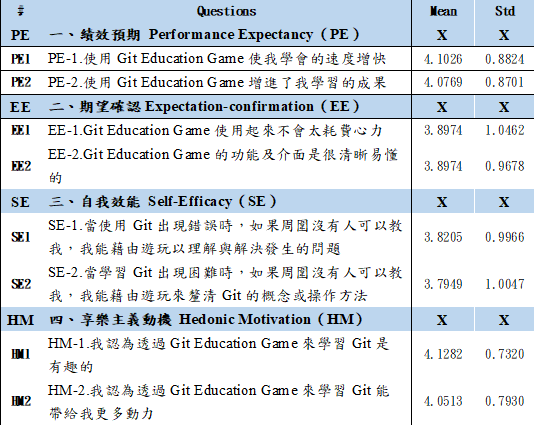 # Questions Mean Std
PE 一、績效預期 Performance Expectancy（PE） X X
PE1 PE-1.使用 Git Education Game 使我學會的速度增快 4.1026 0.8824
PE2 PE-2.使用 Git Education Game 增進了我學習的成果 4.0769 0.8701
EE 二、期望確認 Expectation-confirmation（EE） X X
EE1 EE-1.Git Education Game 使用起來不會太耗費心力 3.8974 1.0462
EE2 EE-2.Git Education Game 的功能及介面是很清晰易懂
的 3.8974 0.9678
SE 三、自我效能 Self-Efficacy（SE） X X
SE1 SE-1.當使用 Git 出現錯誤時，如果周圍沒有人可以教
我，我能藉由遊玩以理解與解決發生的問題 3.8205 0.9966
SE2 SE-2.當學習 Git 出現困難時，如果周圍沒有人可以教
我，我能藉由遊玩來釐清 Git 的概念或操作方法 3.7949 1.0047
HM 四、享樂主義動機 Hedonic Motivation（HM） X X
HM1 HM-1.我認為透過 Git Education Game 來學習 Git 是
有趣的 4.1282 0.7320
HM2 HM-2.我認為透過 Git Education Game 來學習 Git 能
帶給我更多動力 4.0513 0.7930